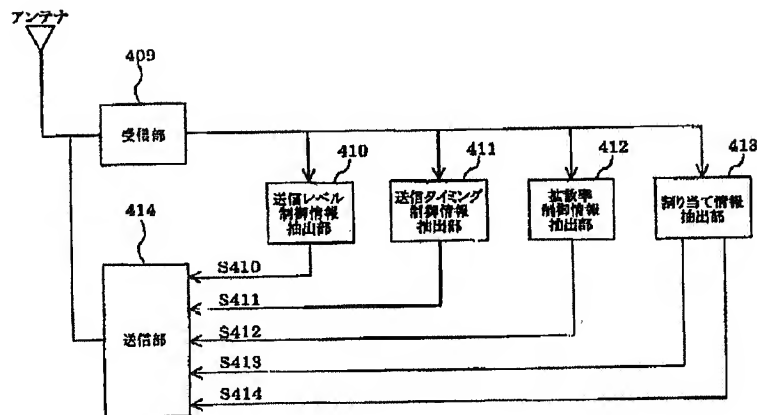 アンテナ
409
受信部
410
送信レベル
制御情報
抽出部
411
送信タイミング
制御情報
抽出部
412
拡散率
制御情報
抽出部
413
割り当て情報
抽出部
414
送信部
S410
S411
S412
S413
S414